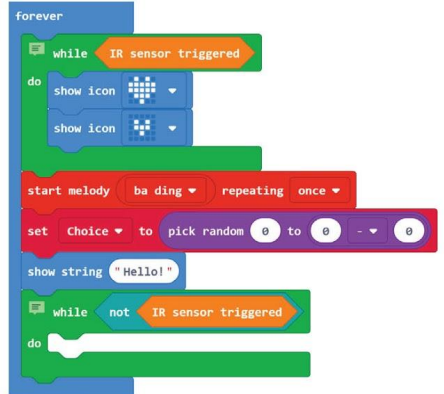 forever
while IR sensor triggered
do
show icon
show icon
start melody ba ding repeating once
set Choice to pick random 0 to 0 - 0
show string "Hello!"
while not IR sensor triggered
do